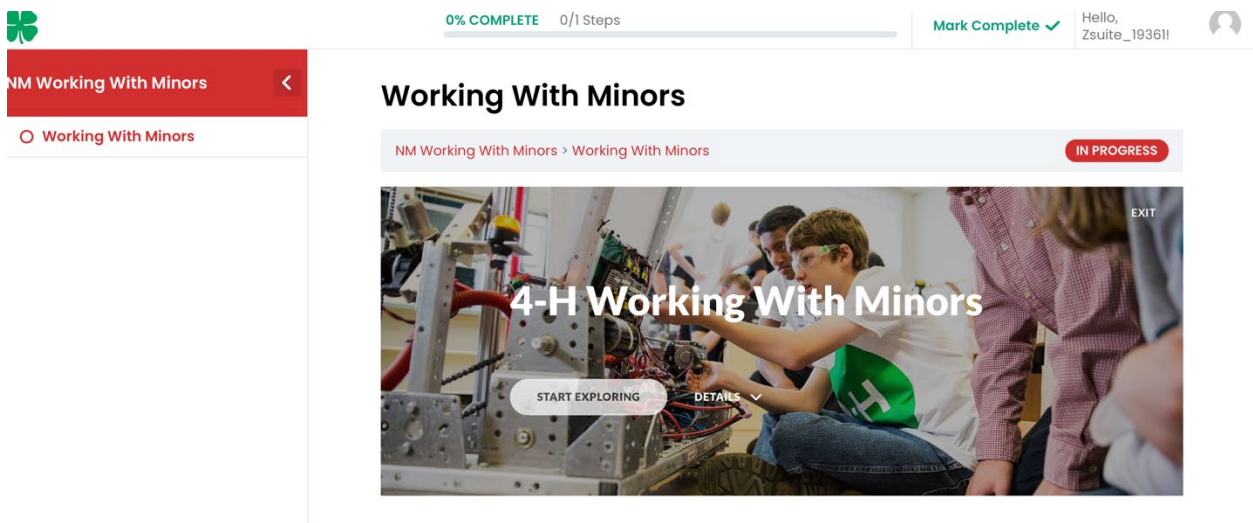 0% COMPLETE 0/1 Steps
Mark Complete
Hello,
Zsuite_19361!
NM Working With Minors
Working With Minors
Working With Minors
NM Working With Minors > Working With Minors
IN PROGRESS
EXIT
4-H Working With Minors
START EXPLORING
DETAILS
H